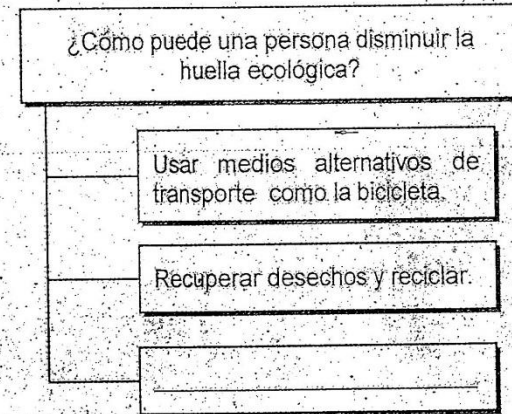 ¿Cómo puede una persona disminuir la
huella ecológica?
Usar medios alternativos de
transporte como la bicicleta.
Recuperar desechos y reciclar.